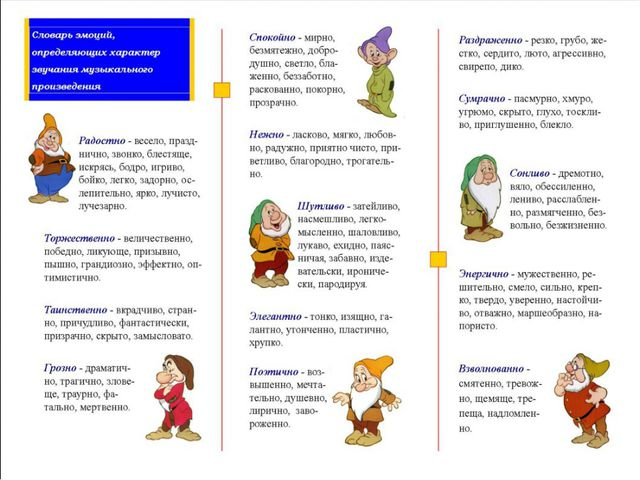 Словарь эмоций,
определяющих характер
звучания музыкального
произведения
Радостно - весело, празд-
нично, звонко, блестяще,
искрясь, бодро, игриво,
бойко, легко, задорно, ос-
лепительно, ярко, лучисто,
лучезарно.
Торжественно - величественно,
победно, ликующе, призывно,
пышно, грандиозно, эффектно, оп-
тимистично.
Таинственно - вкрадчиво, стран-
но, причудливо, фантастически,
призрачно, скрыто, замысловато.
Грозно - драматич-
но, трагично, злове-
ще, траурно, фа-
тально, мертвенно.
Спокойно - мирно,
безмятежно, добро-
душно, светло, бла-
женно, беззаботно,
раскованно, покорно,
прозрачно.
Нежно - ласково, мягко, любов-
но, радужно, приятно чисто, при-
ветливо, благородно, трогатель-
но.
Шутливо - затейливо,
насмешливо, легко-
мысленно, шаловливо,
лукаво, ехидно, паяс-
ничая, забавно, изде-
вательски,ирониче-
ски, пародируя.
Элегантно - тонко, изящно, га-
лантно, утонченно, пластично,
хрупко.
Поэтично - воз-
вышенно, мечта-
тельно, душевно,
лирично, заво-
роженно.
Раздраженно - резко, грубо, же-
стко, сердито, люто, агрессивно,
свирепо, дико.
Сумрачно - пасмурно, хмуро,
угрюмо, скрыто, глухо, тоскли-
во, приглушенно, блекло.
Сонливо - дремотно,
вяло, обессиленно,
лениво, расслаблен-
но, размягченно, без-
вольно, безжизненно.
Энергично - мужественно, ре-
шительно, смело, сильно, креп-
ко, твердо, уверенно, настойчи-
во, отважно, маршеобразно, на-
пористо.
Взволнованно -
смятенно, тревож-
но, щемяще, тре-
пеща, надломлен-
но.